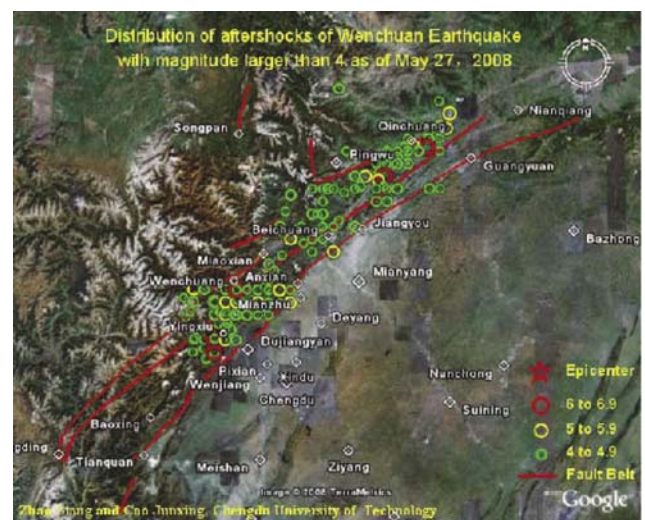 Distribution of aftershocks of Wenchuan Earthquake
with magnitude larger than 4 as of May 27, 2008
Nianqiang
Songpan
Qinchuang
Pingwu
Guangyuan
Jiangyou
Beichuang
Bazhong
Miaoxian
Wenchuang
Anxian
Mianyang
Mianzhu
Deyang
Yingxiu
Dujiangyan
Pixian
Wenjiang
Xindu
Chengdu
Nanchong
Suining
Epicenter
6 to 6.9
5 to 5.9
4 to 4.9
Fault Belt
Baoxing
gding
Tianquan
Meishan
Ziyang
Image © 2008 TerraMetrics
Google
and Cao Junxing, Chengdu University of Technology